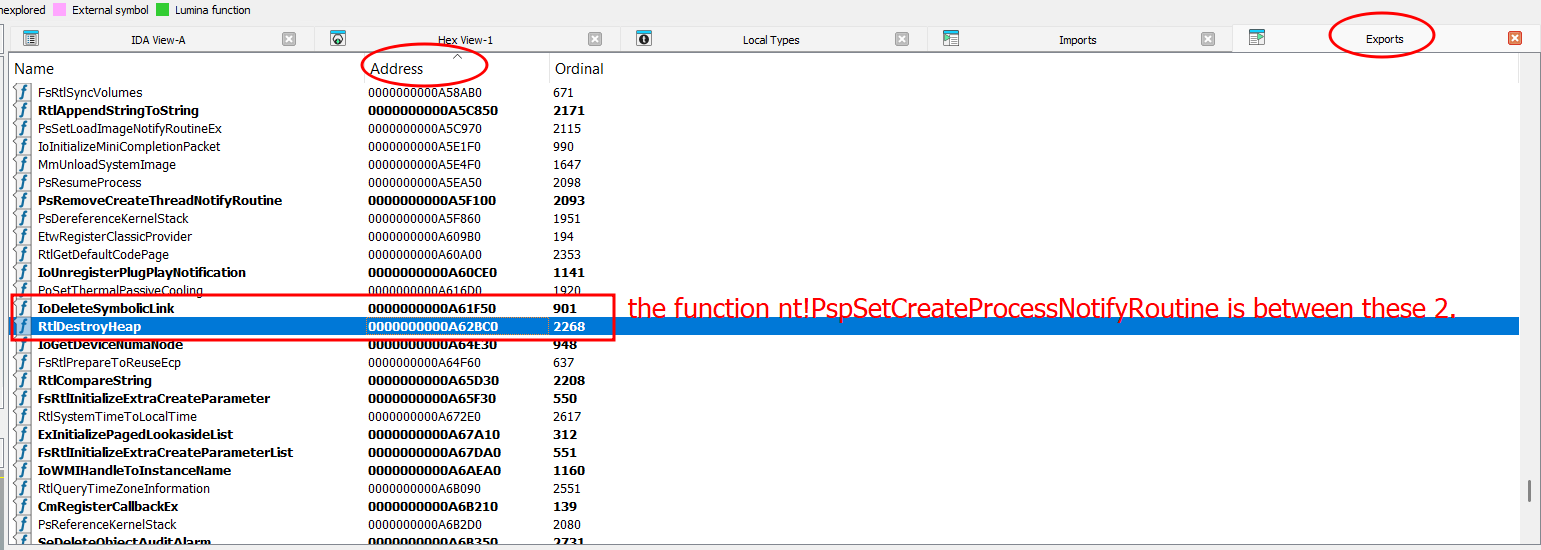 nexplored External symbol Lumina function
IDA View-A Hex View-1 Local Types Imports Exports
Name Address Ordinal
FsRtlSyncVolumes 0000000000A58AB0 671
RtlAppendStringToString 0000000000A5C850 2171
PsSetLoadImageNotifyRoutineEx 0000000000A5C970 2115
IoInitializeMiniCompletionPacket 0000000000A5E1F0 990
MmUnloadSystemImage 0000000000A5E4F0 1647
PsResumeProcess 0000000000A5EA50 2098
PsRemoveCreateThreadNotifyRoutine 0000000000A5F100 2093
PsDereferenceKernelStack 0000000000A5F860 1951
EtwRegisterClassicProvider 0000000000A609B0 194
RtlGetDefaultCodePage 0000000000A60A00 2353
IoUnregisterPlugPlayNotification 0000000000A60CE0 1141
PoSetThermalPassiveCooling 0000000000A616D0 1920
IoDeleteSymbolicLink 0000000000A61F50 901
the function nt!PspSetCreateProcessNotifyRoutine is between these 2.
RtlDestroyHeap 0000000000A62BC0 2268
IoGetDeviceNumaNode 0000000000A64E30 948
FsRtlPrepareToReuseEcp 0000000000A64F60 637
RtlCompareString 0000000000A65D30 2208
FsRtlInitializeExtraCreateParameter 0000000000A65F30 550
RtlSystemTimeToLocalTime 0000000000A672E0 2617
ExInitializePagedLookasideList 0000000000A67A10 312
FsRtlInitializeExtraCreateParameterList 0000000000A67DA0 551
IoWMIHandleToInstanceName 0000000000A6AEA0 1160
RtlQueryTimeZoneInformation 0000000000A6B090 2551
CmRegisterCallbackEx 0000000000A6B210 139
PsReferenceKernelStack 0000000000A6B2D0 2080
SeDeleteObjectAuditAlarm 0000000000A6B350 2731